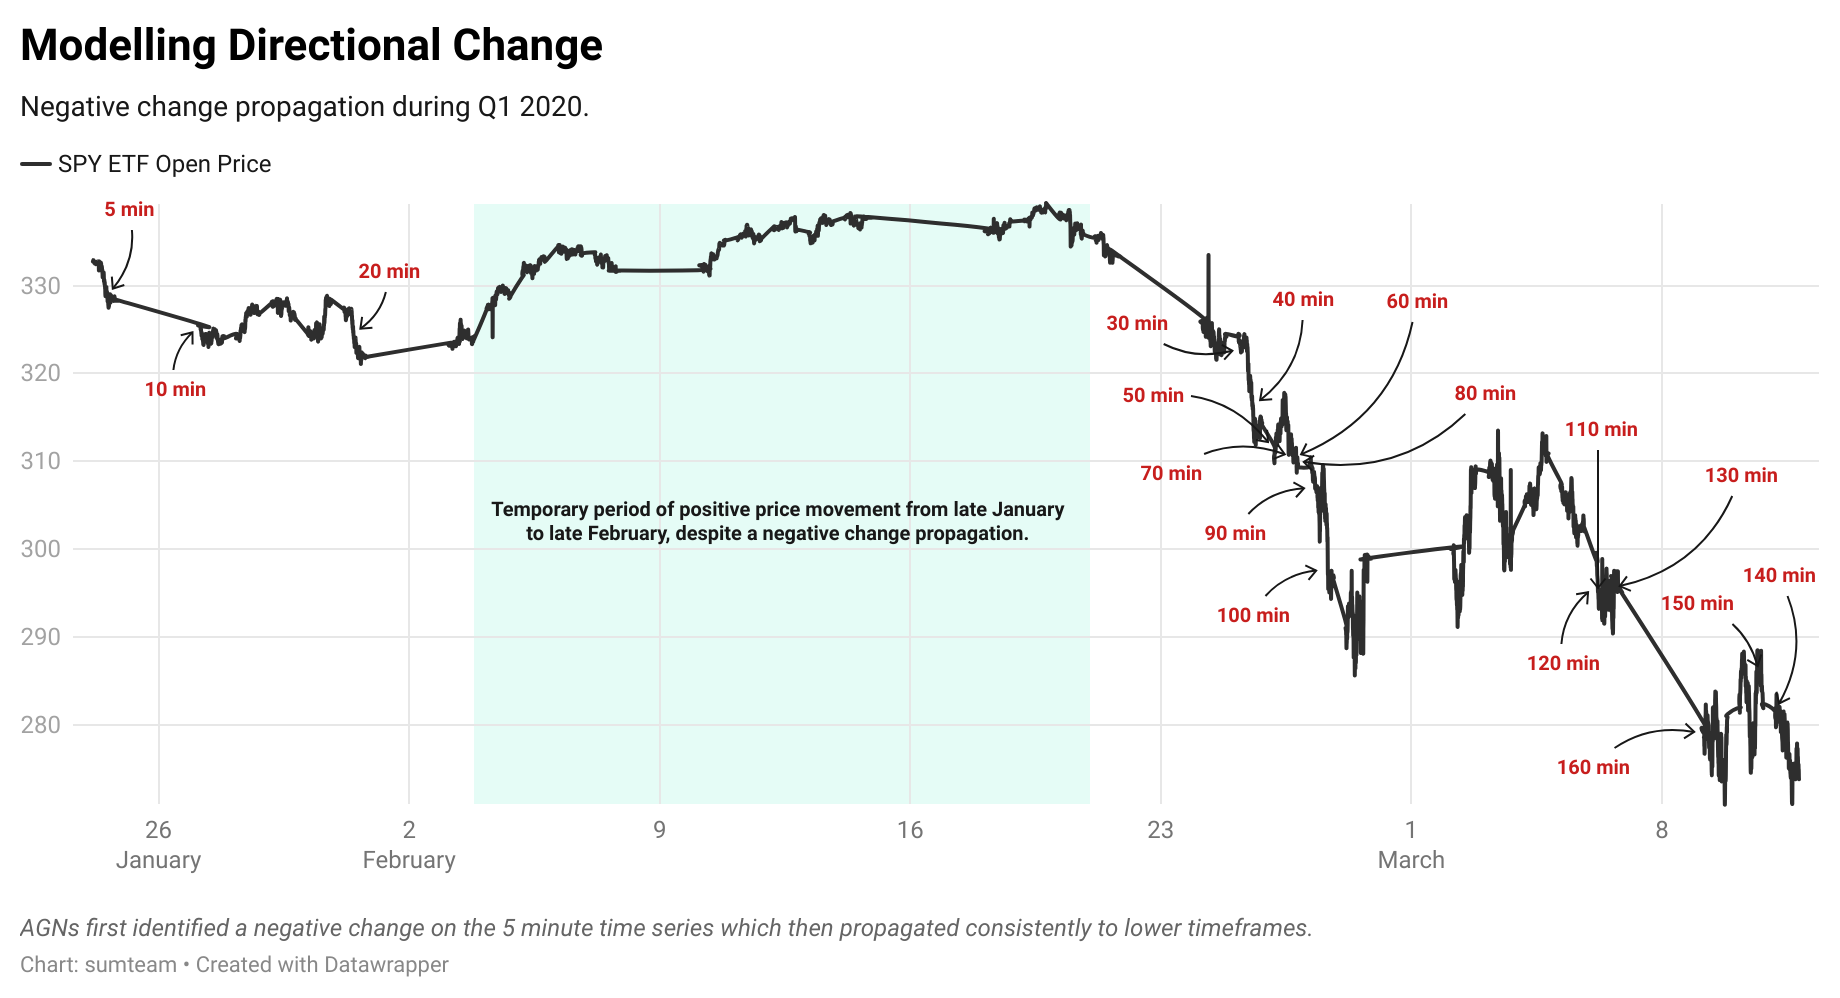 Modelling Directional Change
Negative change propagation during Q1 2020.
SPY ETF Open Price
5 min
20 min
10 min
30 min
40 min
60 min
50 min
80 min
70 min
110 min
130 min
90 min
100 min
140 min
150 min
120 min
160 min
Temporary period of positive price movement from late January
to late February, despite a negative change propagation.
330
320
310
300
290
280
26
January
2
February
9
16
23
1
March
8
AGNs first identified a negative change on the 5 minute time series which then propagated consistently to lower timeframes.
Chart: sumteam • Created with Datawrapper